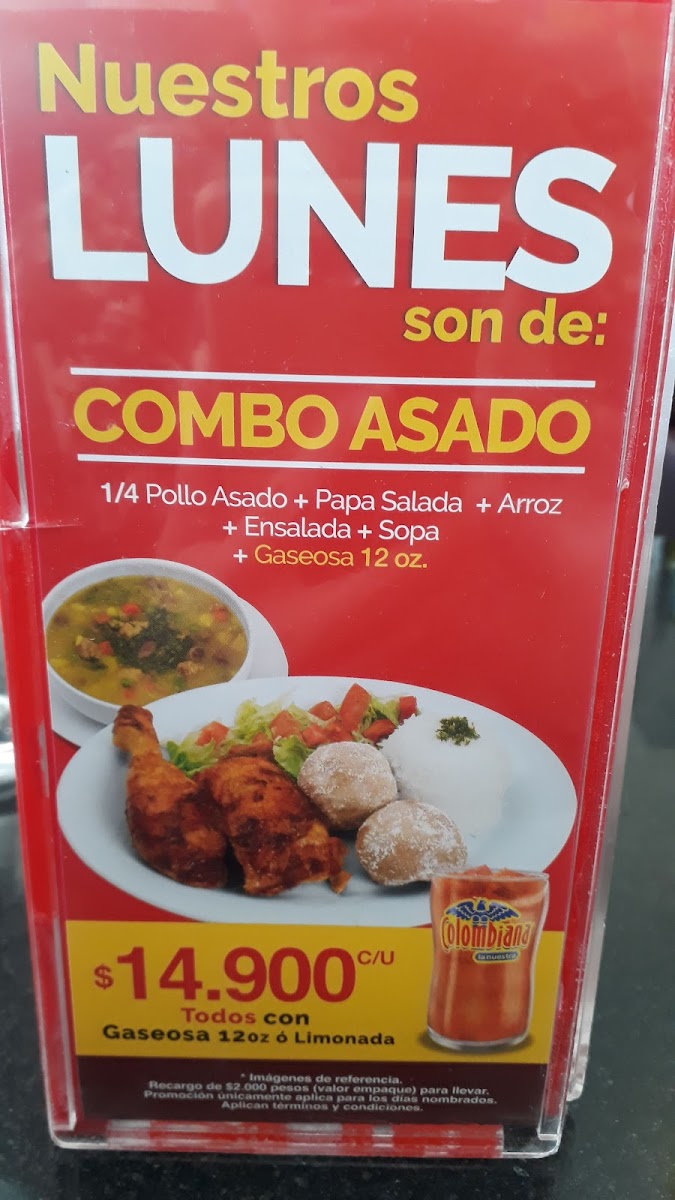 Nuestros
LUNES
son de:
COMBO ASADO
1/4 Pollo Asado + Papa Salada + Arroz
+ Ensalada + Sopa
+ Gaseosa 12 oz.
Colombiana
la nuestra
$14.900 C/U
Todos con
Gaseosa 12oz ó Limonada
* Imágenes de referencia.
Recargo de $2.000 pesos (valor empaque) para llevar.
Promoción únicamente aplica para los días nombrados.
Aplican términos y condiciones.